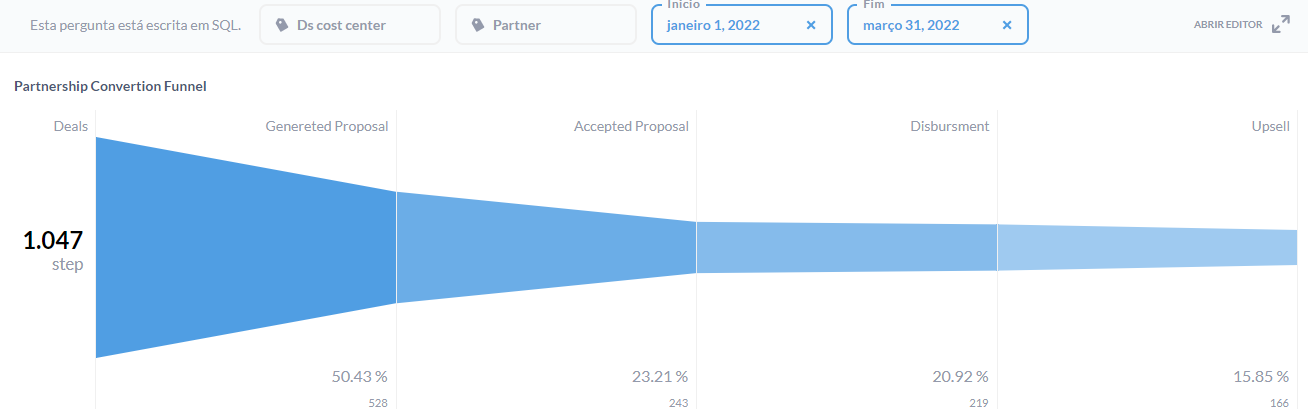 Esta pergunta está escrita em SQL.
Ds cost center
Partner
Início
janeiro 1, 2022
Fim
março 31, 2022
ABRIR EDITOR
Partnership Convertion Funnel
Deals
Genereted Proposal
Accepted Proposal
Disbursment
Upsell
1.047
step
50.43 %
23.21 %
20.92 %
15.85 %
528
243
219
166